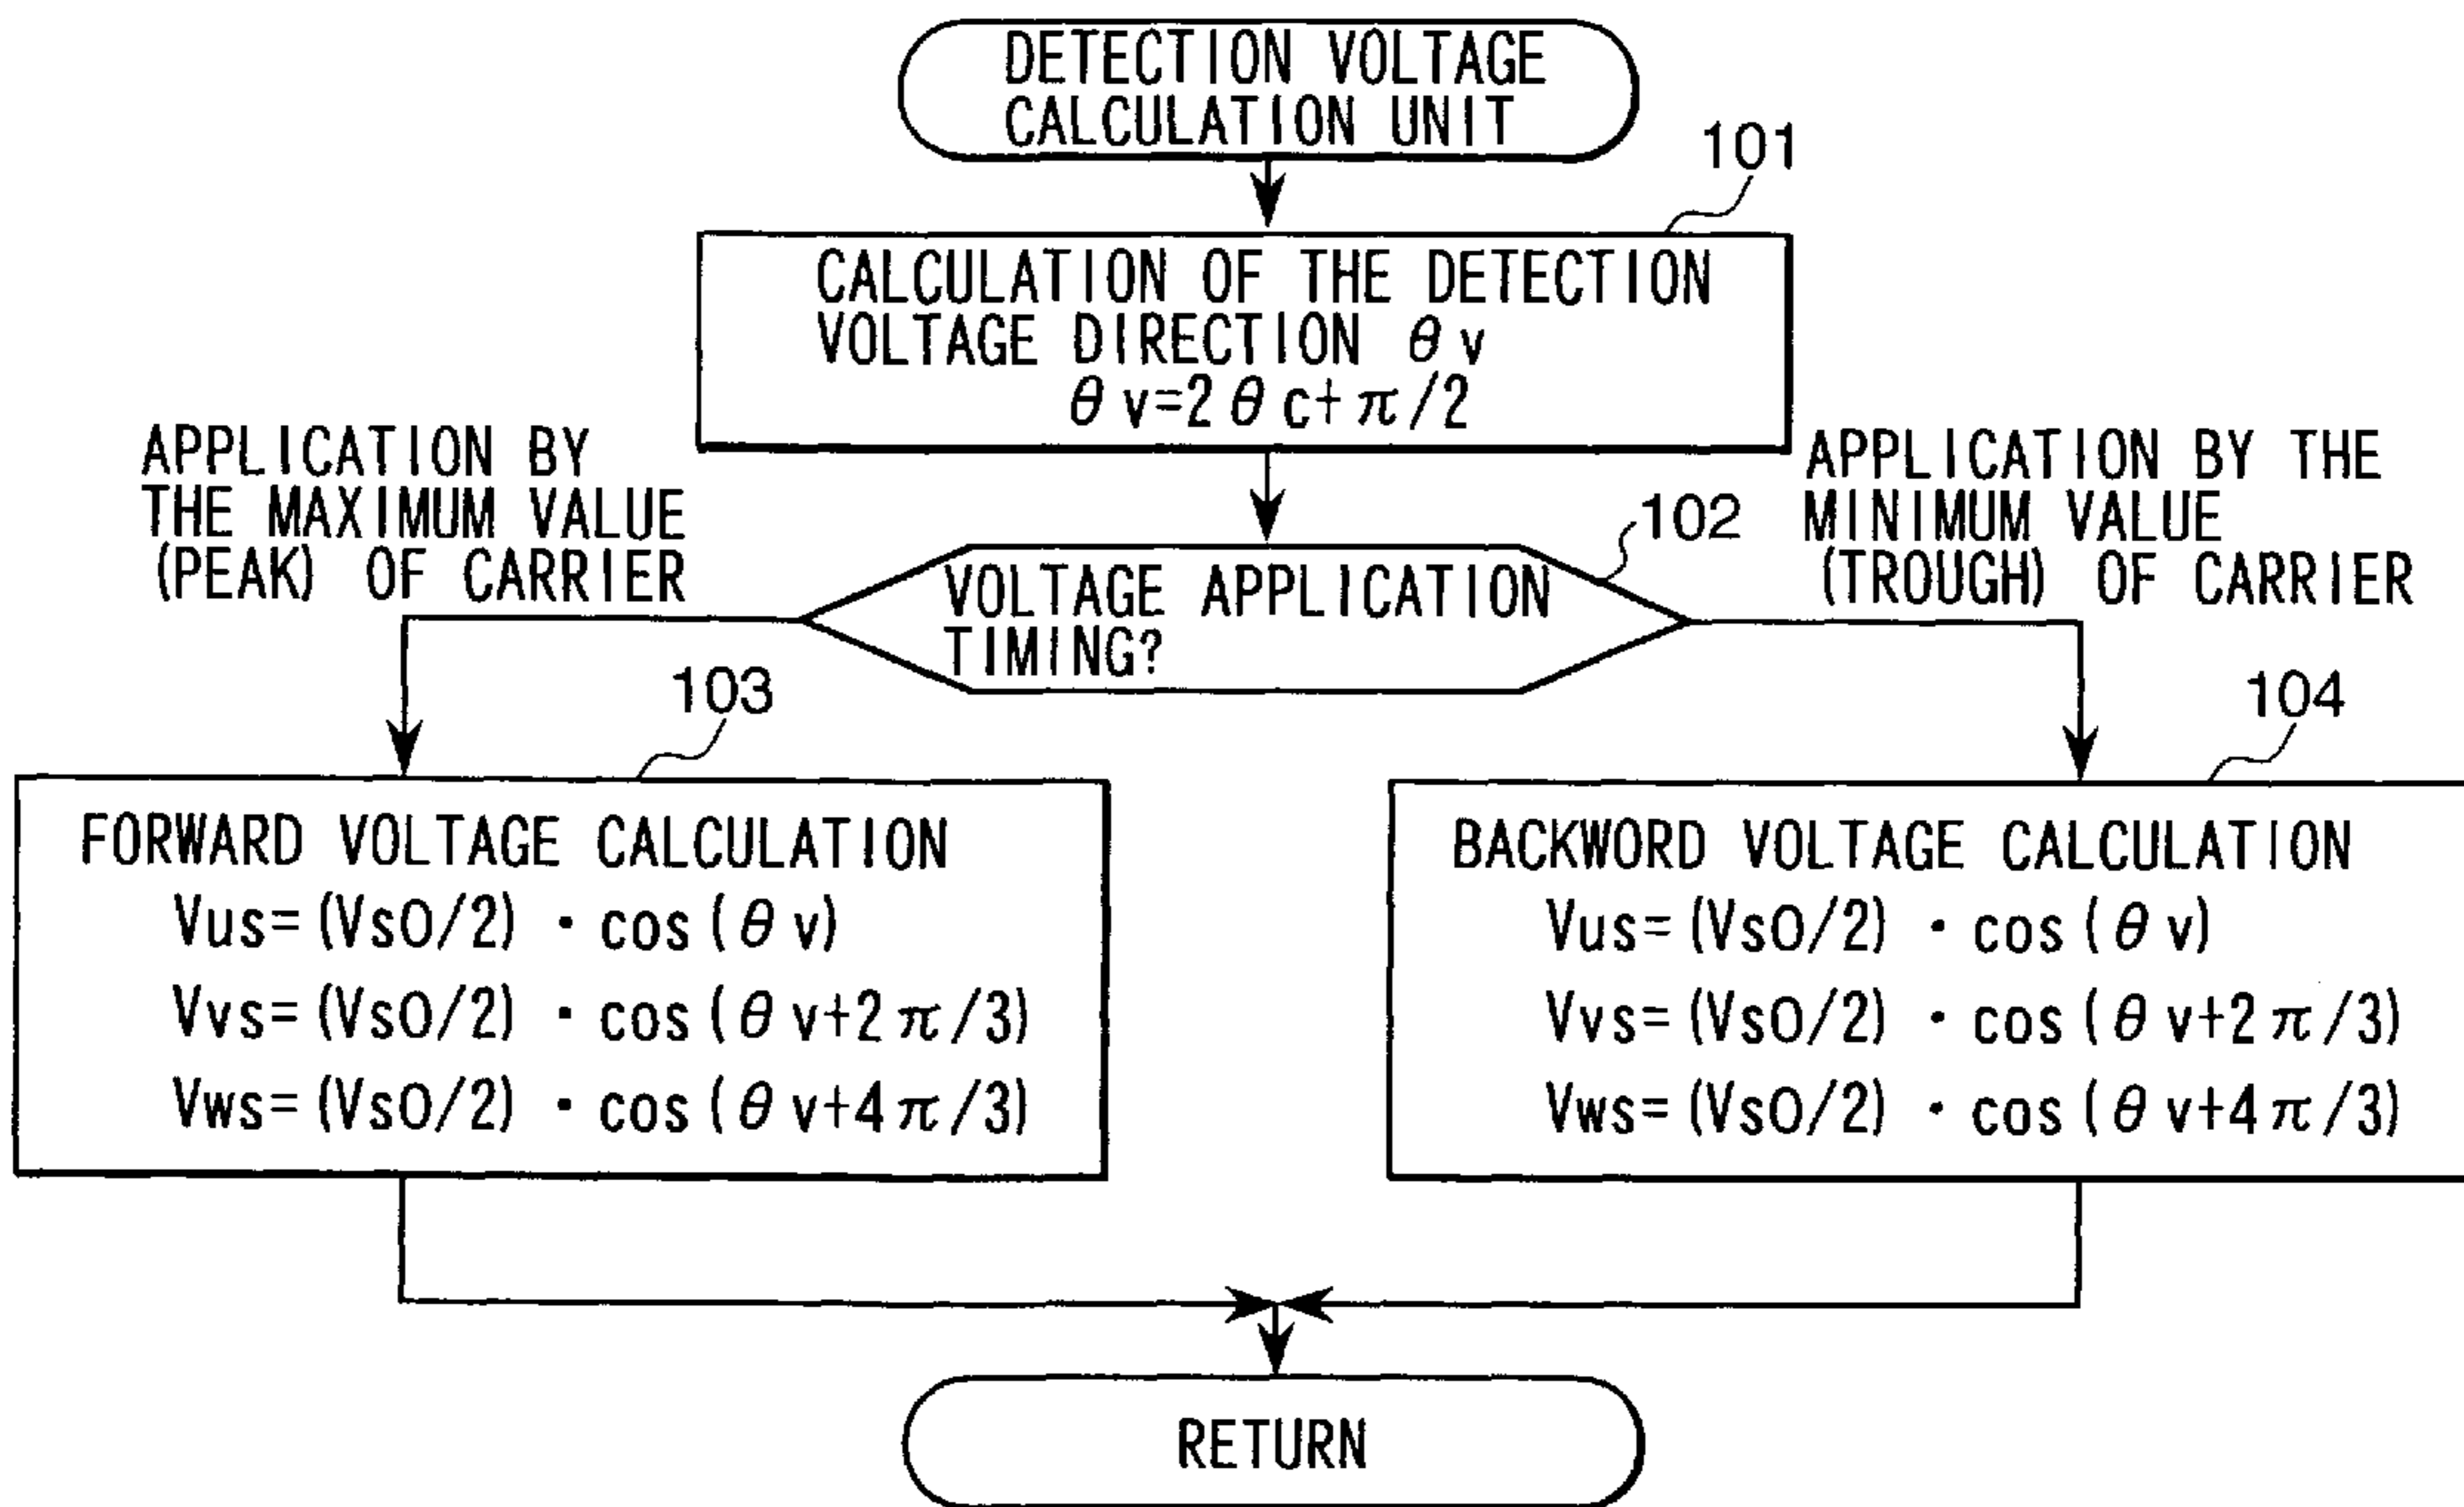 DETECTION VOLTAGE
CALCULATION UNIT
101
CALCULATION OF THE DETECTION
VOLTAGE DIRECTION θv
θv=2θc+π/2
APPLICATION BY
THE MAXIMUM VALUE
(PEAK) OF CARRIER
102
VOLTAGE APPLICATION
TIMING?
APPLICATION BY THE
MINIMUM VALUE
(TROUGH) OF CARRIER
103
FORWARD VOLTAGE CALCULATION
Vus=(Vs0/2)・cos(θv)
Vvs=(Vs0/2)・cos(θv+2π/3)
Vws=(Vs0/2)・cos(θv+4π/3)
104
BACKWORD VOLTAGE CALCULATION
Vus=(Vs0/2)・cos(θv)
Vvs=(Vs0/2)・cos(θv+2π/3)
Vws=(Vs0/2)・cos(θv+4π/3)
RETURN